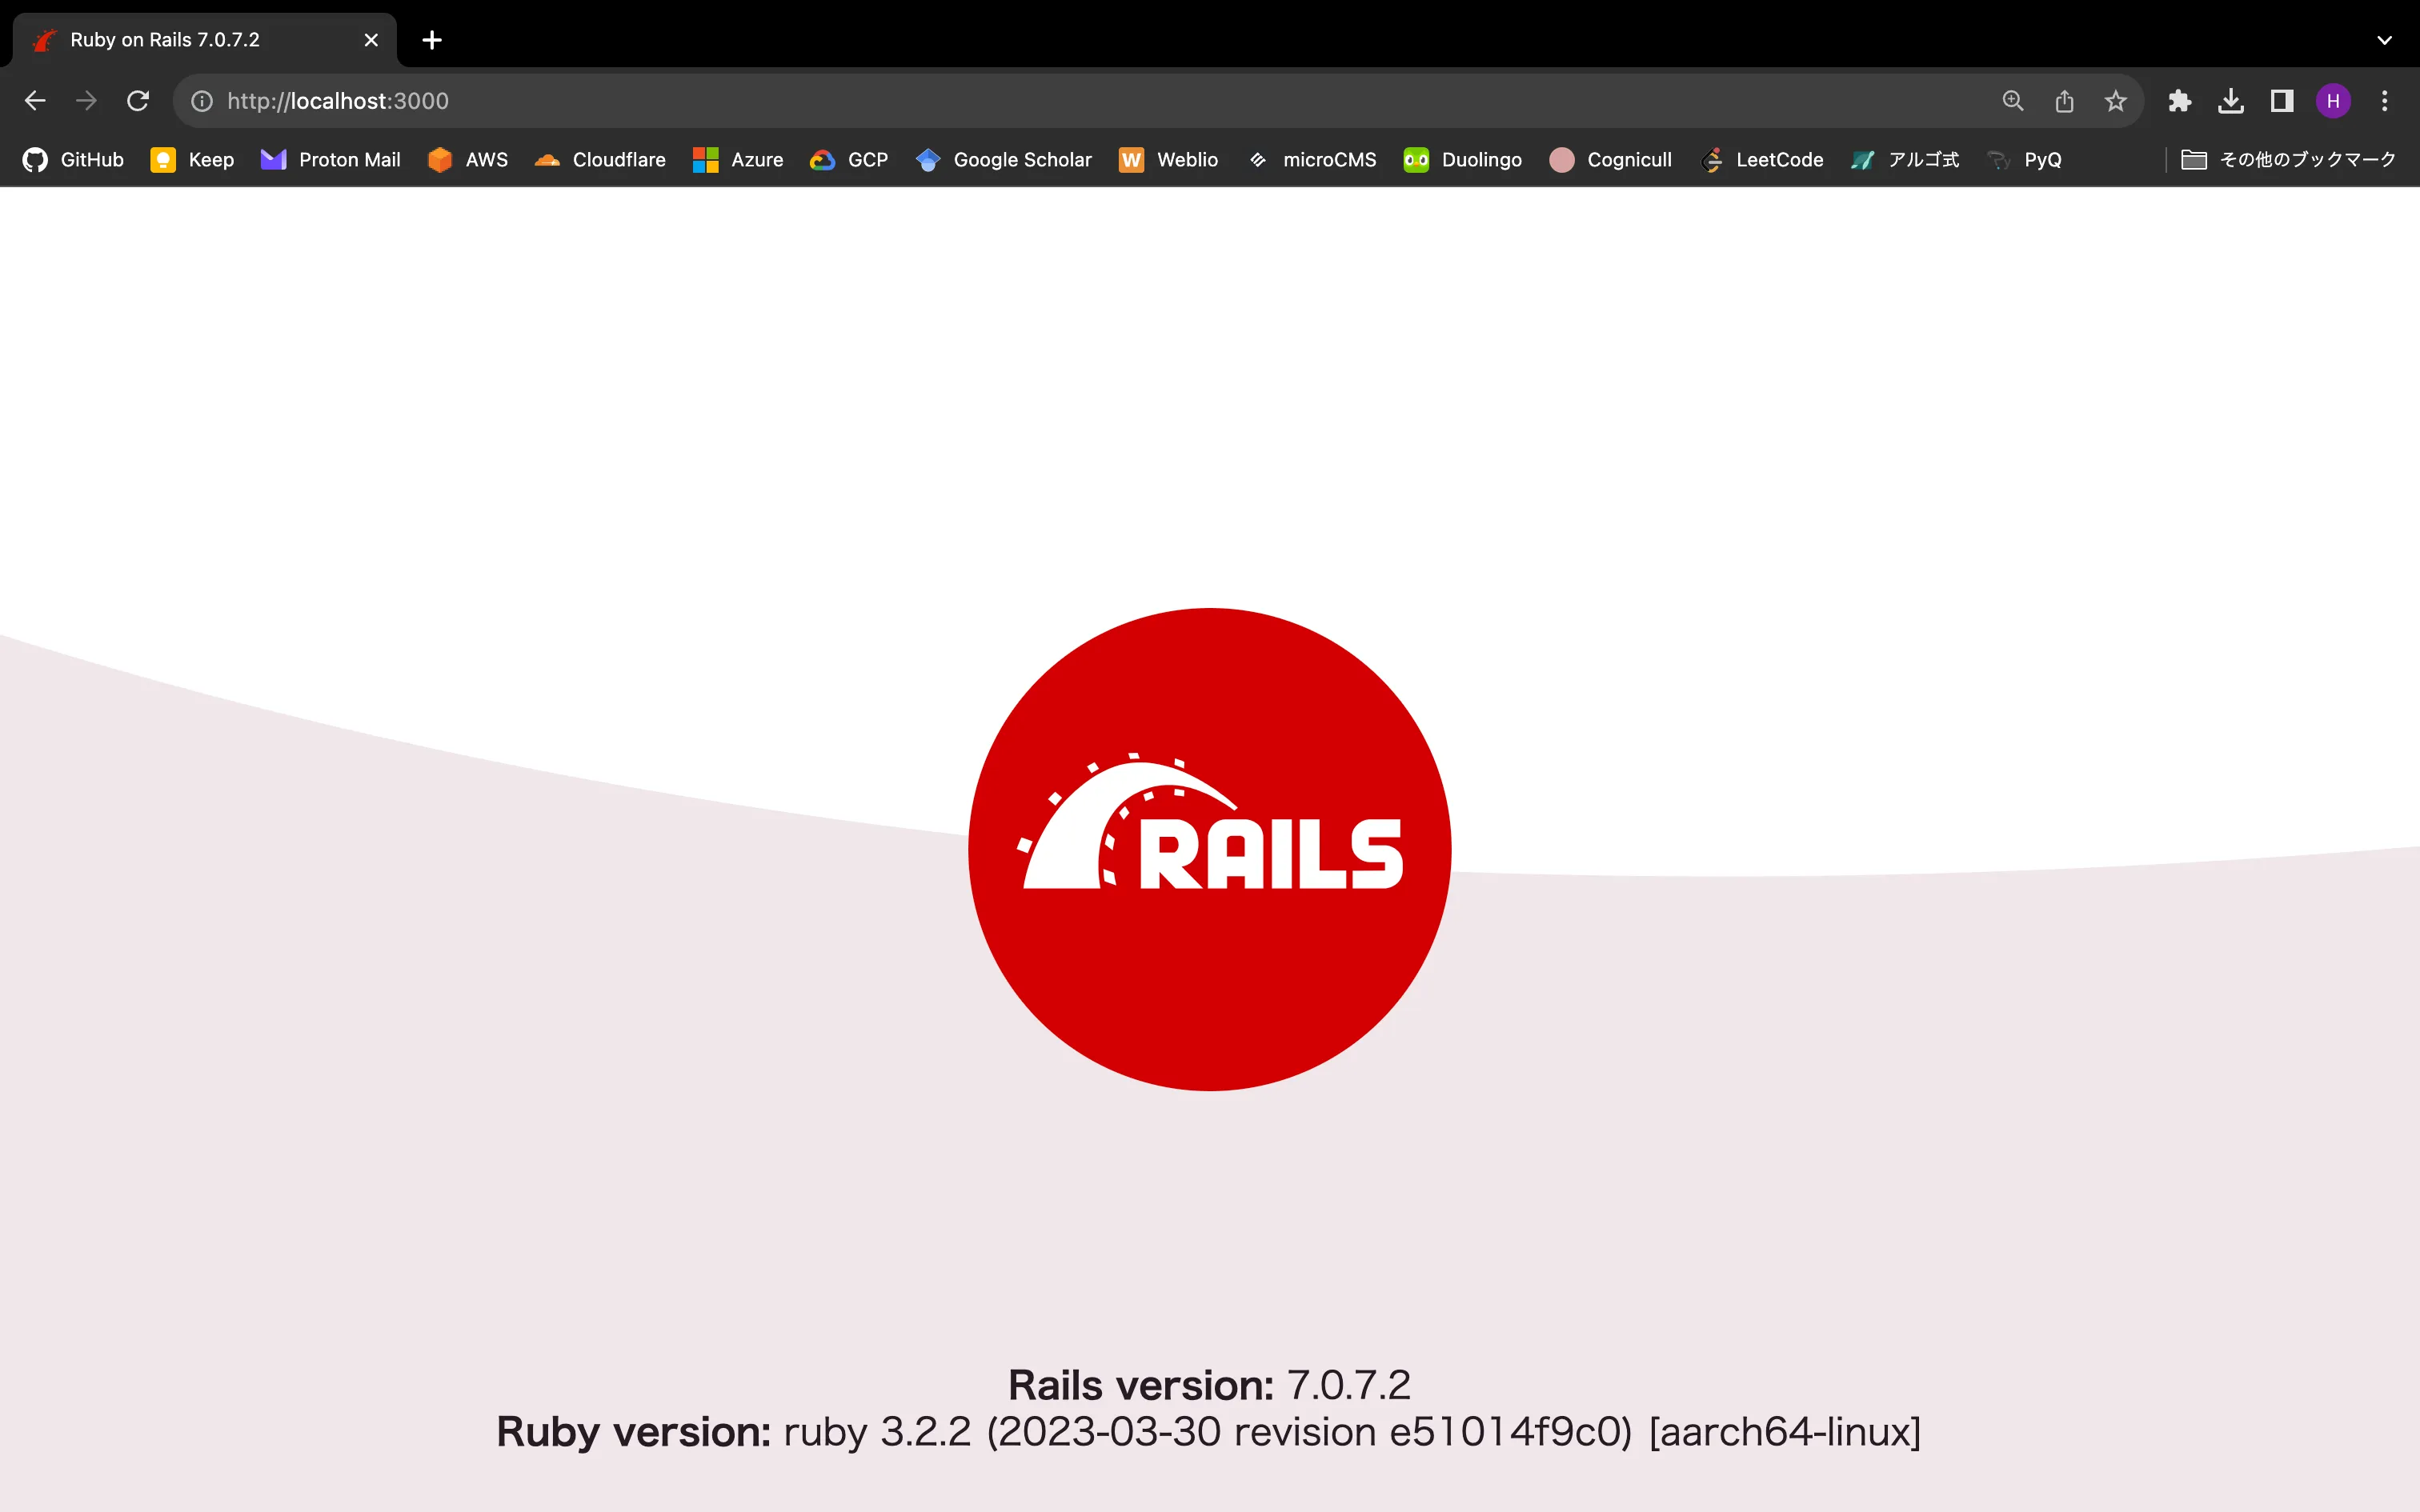 Ruby on Rails 7.0.7.2
http://localhost:3000
H
GitHub Keep Proton Mail AWS Cloudflare Azure GCP Google Scholar W Weblio microCMS Duolingo Cognicull LeetCode アルゴ式 PyQ その他のブックマーク
RAILS
Rails version: 7.0.7.2
Ruby version: ruby 3.2.2 (2023-03-30 revision e51014f9c0) [aarch64-linux]